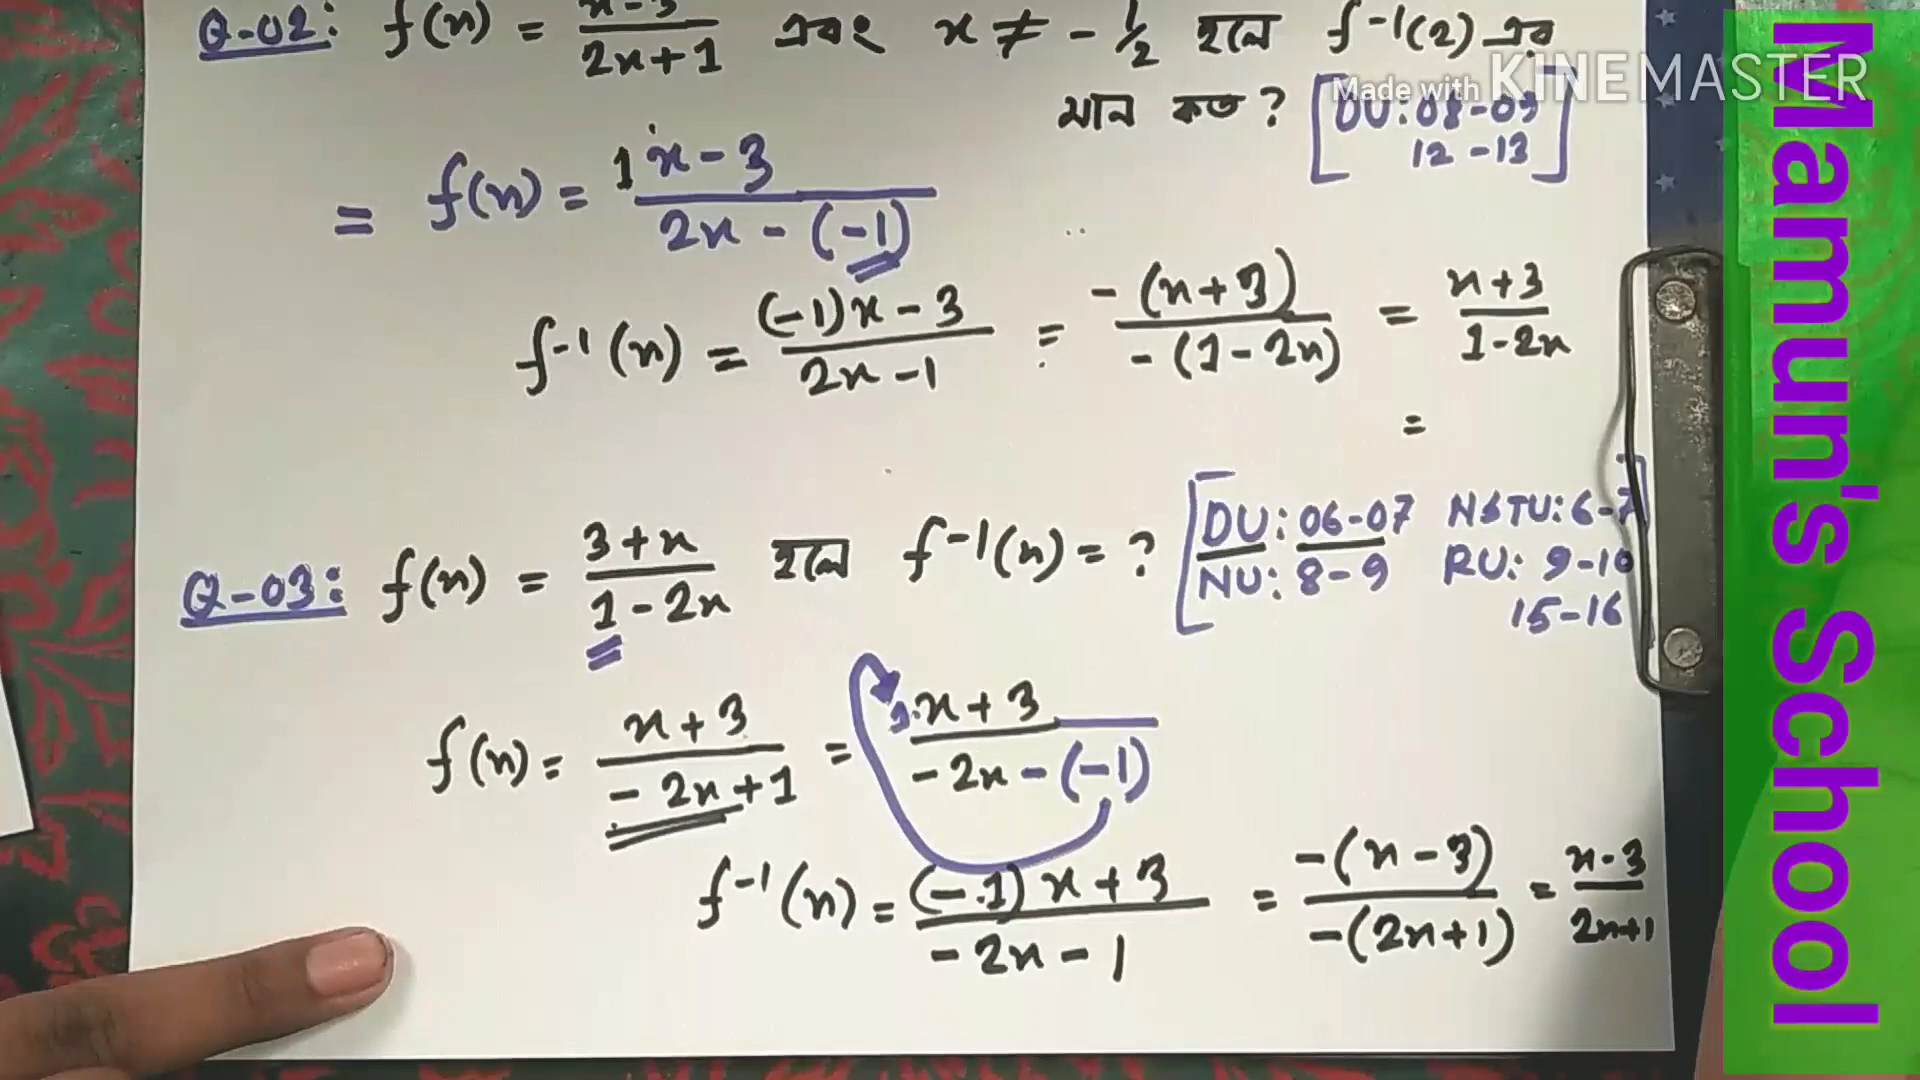 Q-02: f(x) = x-3/2x+1 এবং x ≠ -1/2 হলে f-1(2) এর
Made with KINEMASTER
মান কত? [DU: 08-09
12-13]
= f(x) = 1x-3/2x-(-1)
f-1(x) = (-1)x-3/2x-1 = -(x+3)/-(1-2x) = x+3/1-2x
=
Q-03: f(x) = 3+x/1-2x হলে f-1(x) = ? [DU: 06-07 NSTU: 6-7
NU: 8-9 RU: 9-10
15-16]
f(x) = x+3/-2x+1 = 1.x+3/-2x-(-1)
f-1(x) = (-1)x+3/-2x-1 = -(x-3)/-(2x+1) = x-3/2x+1
Mamun's School